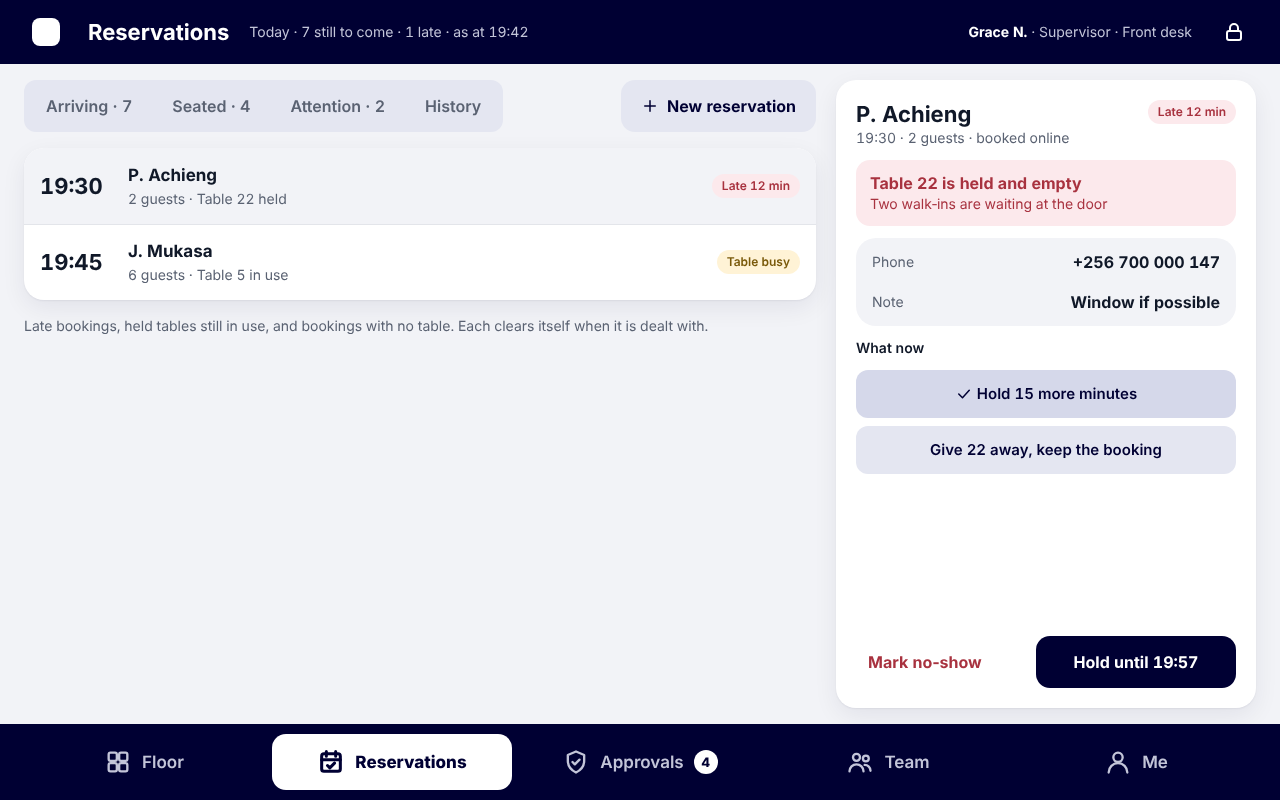 Reservations
Today · 7 still to come · 1 late · as at 19:42
Grace N. · Supervisor · Front desk
Arriving · 7
Seated · 4
Attention · 2
History
+ New reservation
19:30
P. Achieng
2 guests · Table 22 held
Late 12 min
19:45
J. Mukasa
6 guests · Table 5 in use
Table busy
Late bookings, held tables still in use, and bookings with no table. Each clears itself when it is dealt with.
P. Achieng
Late 12 min
19:30 · 2 guests · booked online
Table 22 is held and empty
Two walk-ins are waiting at the door
Phone
+256 700 000 147
Note
Window if possible
What now
Hold 15 more minutes
Give 22 away, keep the booking
Mark no-show
Hold until 19:57
Floor
Reservations
Approvals 4
Team
Me